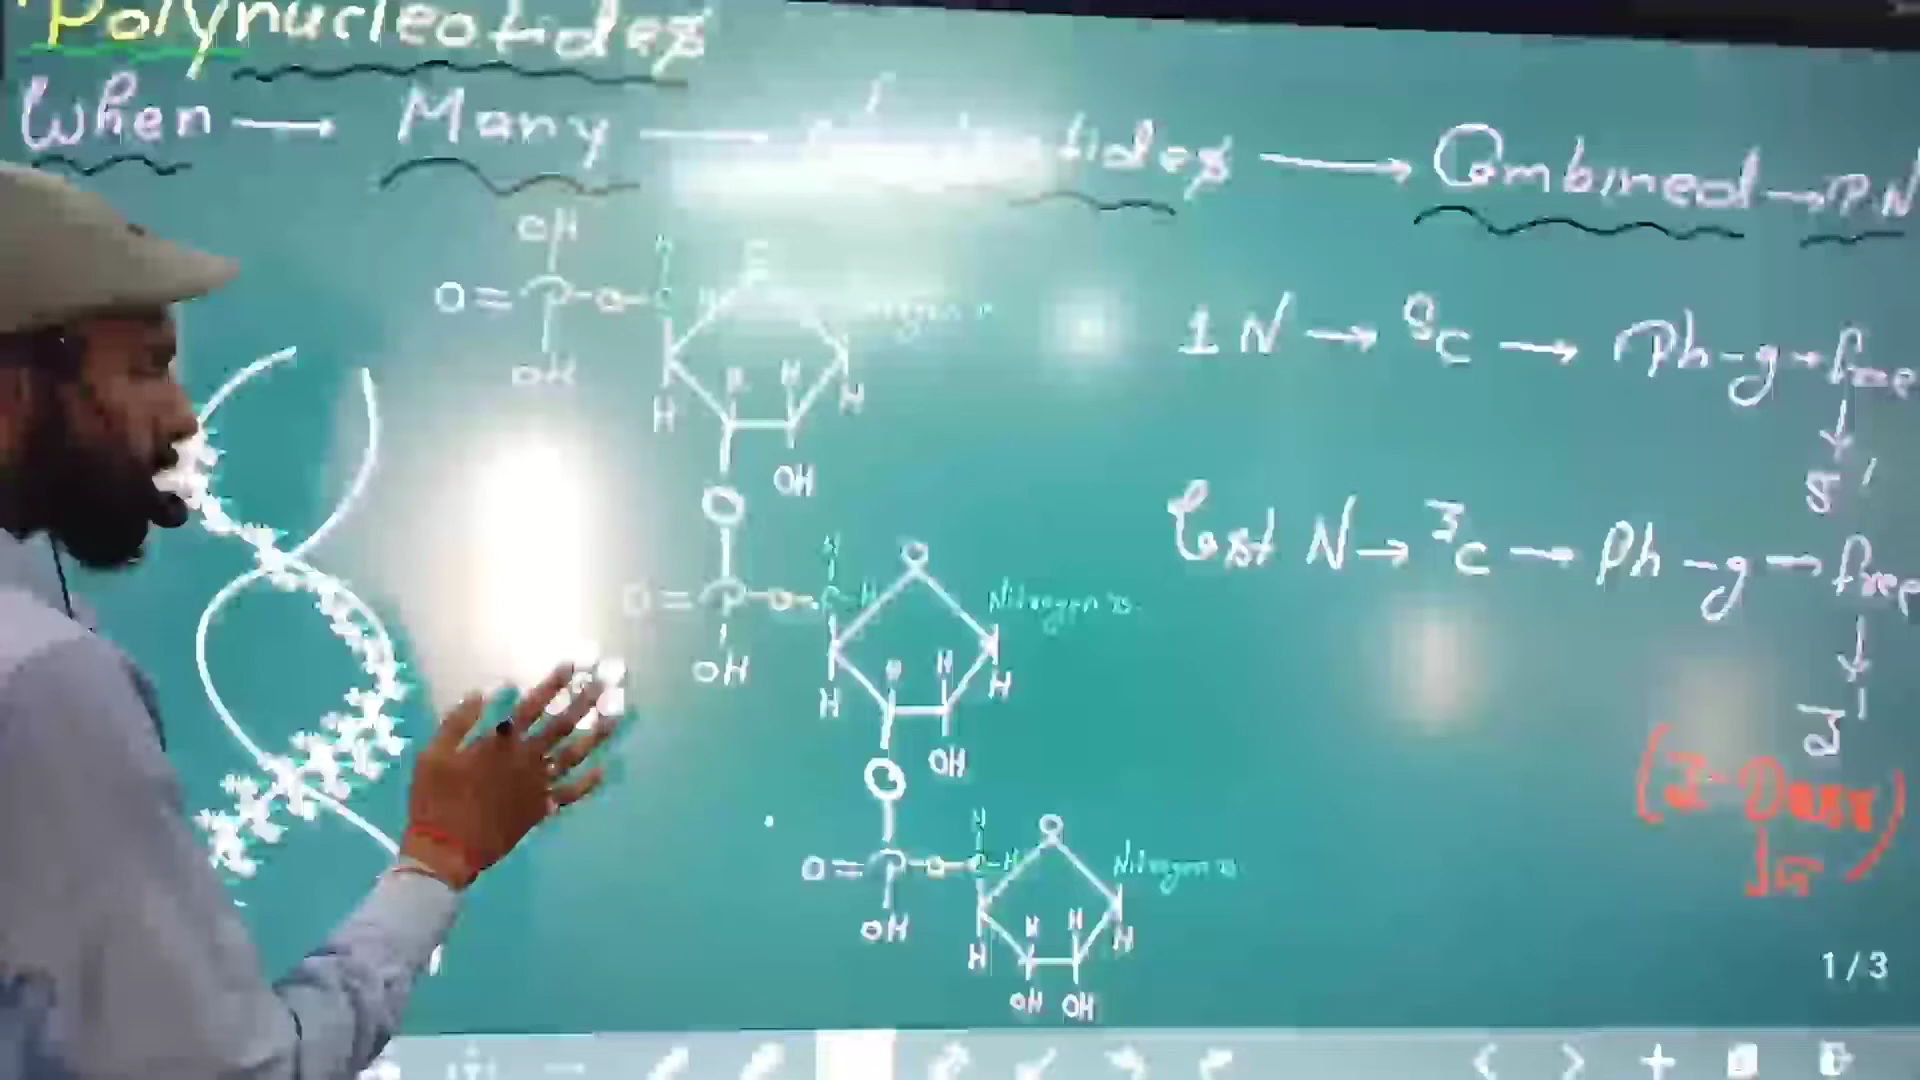 Polynucleotides
When → Many → tides → Combined → P.N
OH
O=P-O-C
OH
H H H H
OH
O
O=P-O-C-H O Nitrogen B.
OH
H H H H
OH
O
O=P-O-C-H O Nitrogen B.
OH
H H H H
OH OH
1 N → C → Ph-g → free
5'
Last N → 3C → Ph-g → free
3'
1/3